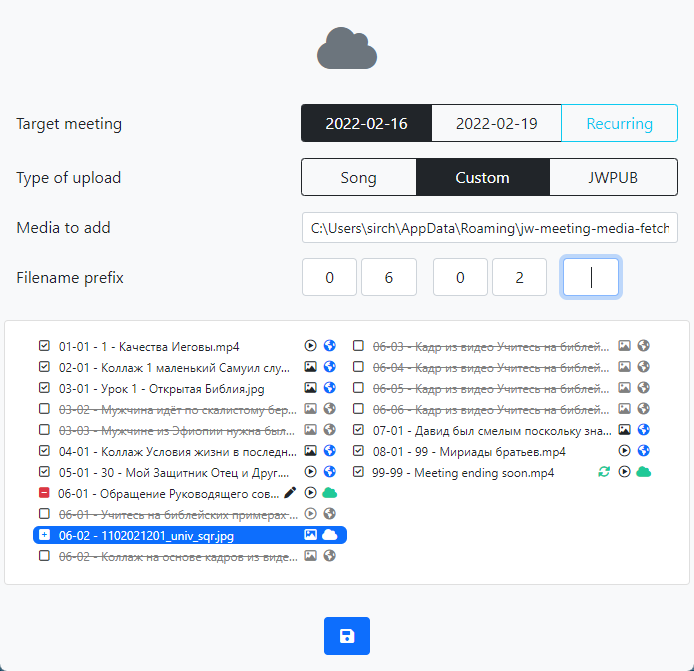 Target meeting 2022-02-16 2022-02-19 Recurring
Type of upload Song Custom JWPUB
Media to add C:\Users\sirch\AppData\Roaming\jw-meeting-media-fetch
Filename prefix 0 6 0 2
01-01 - 1 - Качества Иеговы.mp4
02-01 - Коллаж 1 маленький Самуил слу...
03-01 - Урок 1 - Открытая Библия.jpg
03-02 - Мужчина идёт по скалистому бер...
03-03 - Мужчине из Эфиопии нужна был...
04-01 - Коллаж Условия жизни в последн...
05-01 - 30 - Мой Защитник Отец и Друг....
06-01 - Обращение Руководящего сов...
06-01 - Учитесь на библейских примерах -...
06-02 - 1102021201_univ_sqr.jpg
06-02 - Коллаж на основе кадров из виде...
06-03 - Кадр из видео Учитесь на библей...
06-04 - Кадр из видео Учитесь на библей...
06-05 - Кадр из видео Учитесь на библей...
06-06 - Кадр из видео Учитесь на библей...
07-01 - Давид был смелым поскольку зна...
08-01 - 99 - Мириады братьев.mp4
99-99 - Meeting ending soon.mp4